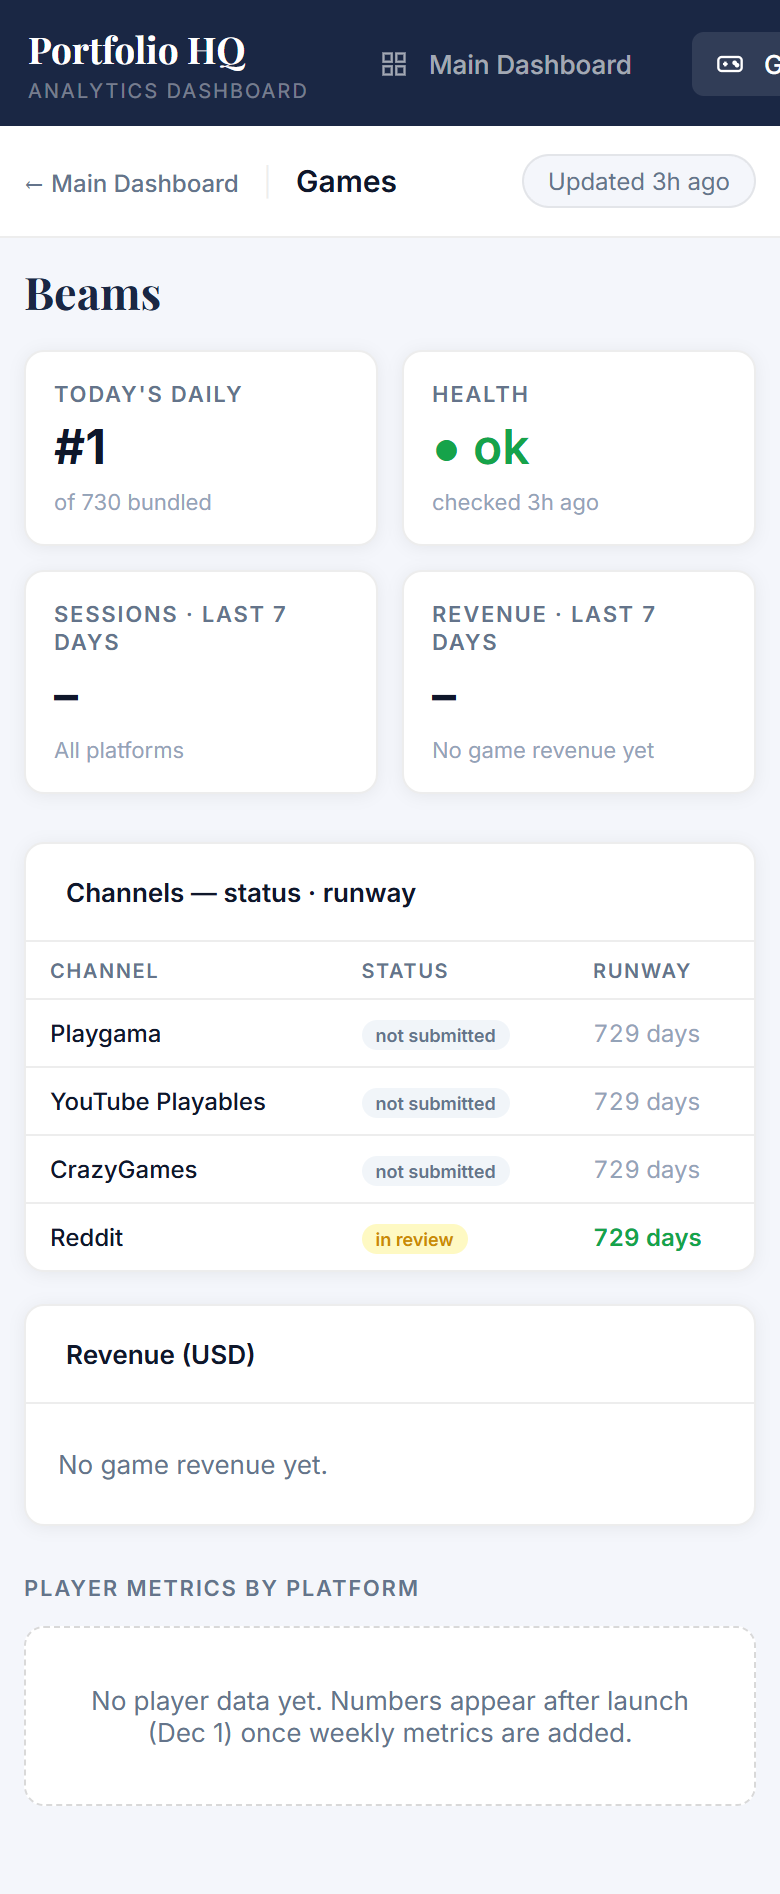 Portfolio HQ
ANALYTICS DASHBOARD
Main Dashboard
G
← Main Dashboard
Games
Updated 3h ago
Beams
TODAY'S DAILY
#1
of 730 bundled
HEALTH
● ok
checked 3h ago
SESSIONS · LAST 7
DAYS
–
All platforms
REVENUE · LAST 7
DAYS
–
No game revenue yet
Channels — status · runway
CHANNEL STATUS RUNWAY
Playgama not submitted 729 days
YouTube Playables not submitted 729 days
CrazyGames not submitted 729 days
Reddit in review 729 days
Revenue (USD)
No game revenue yet.
PLAYER METRICS BY PLATFORM
No player data yet. Numbers appear after launch
(Dec 1) once weekly metrics are added.